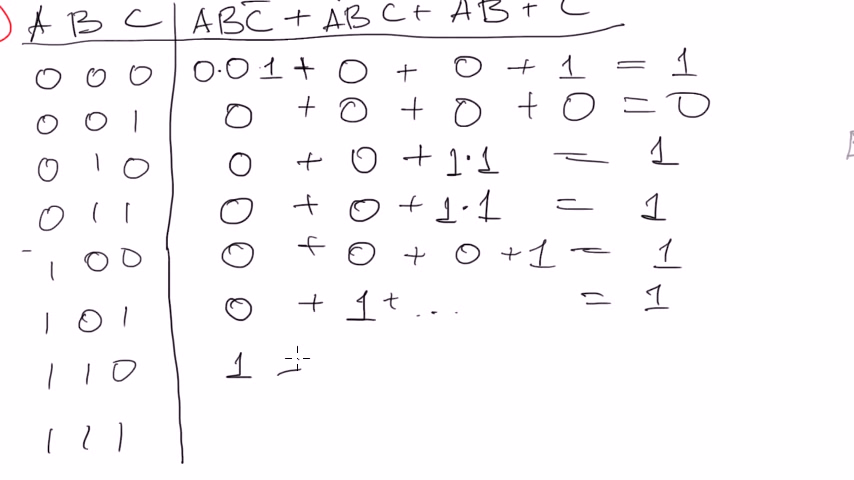 A B C ABC̅ + AB C + AB + C
0 0 0 0.0 1 + 0 + 0 + 1 = 1
0 0 1 0 + 0 + 0 + 0 = 0
0 1 0 0 + 0 + 1·1 = 1
0 1 1 0 + 0 + 1·1 = 1
1 0 0 0 + 0 + 0 + 1 = 1
1 0 1 0 + 1 + ... = 1
1 1 0 1
1 1 1